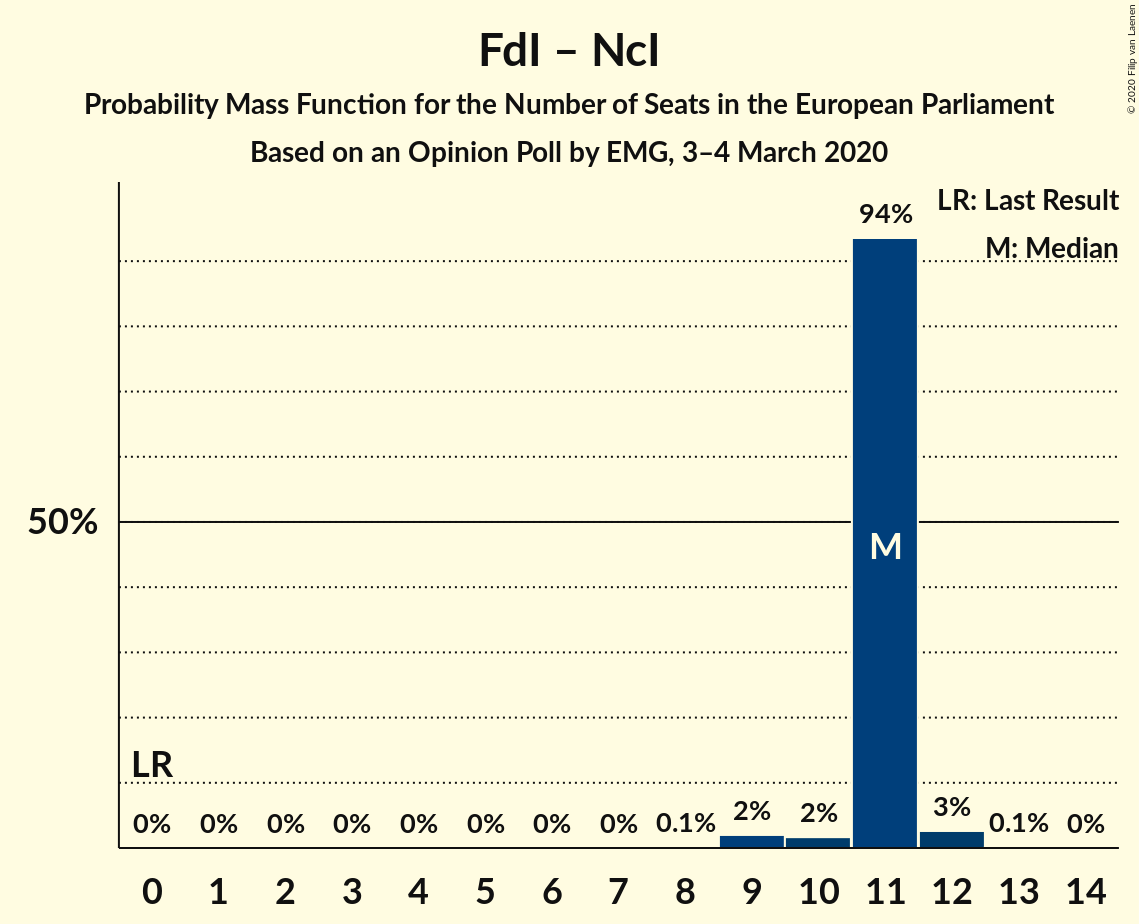 FdI – NcI
Probability Mass Function for the Number of Seats in the European Parliament
Based on an Opinion Poll by EMG, 3–4 March 2020
© 2020 Filip van Laenen
LR: Last Result
M: Median
94%
50%
M
LR
0% 0% 0% 0% 0% 0% 0% 0% 0.1% 2% 2% 3% 0.1% 0%
0 1 2 3 4 5 6 7 8 9 10 11 12 13 14